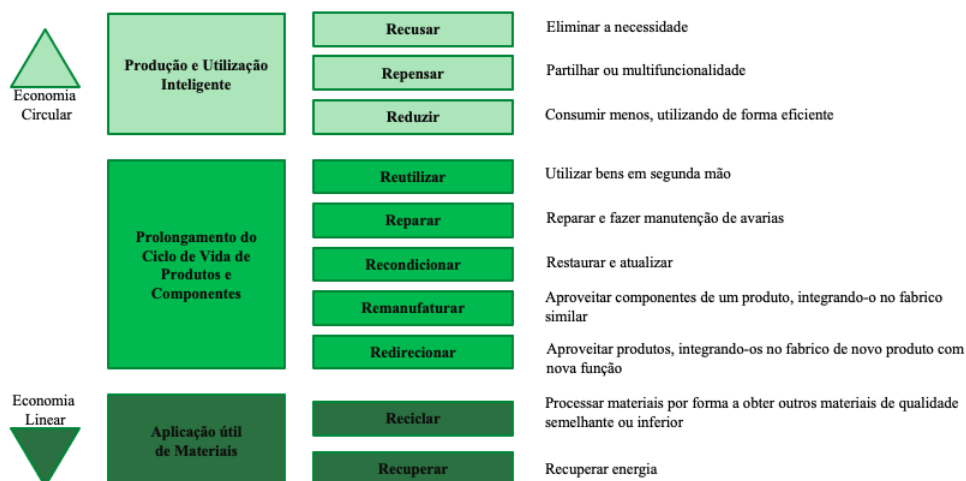 Economia
Circular
Produção e Utilização
Inteligente
Recusar
Eliminar a necessidade
Repensar
Partilhar ou multifuncionalidade
Reduzir
Consumir menos, utilizando de forma eficiente
Prolongamento do
Ciclo de Vida de
Produtos e
Componentes
Reutilizar
Utilizar bens em segunda mão
Reparar
Reparar e fazer manutenção de avarias
Recondicionar
Restaurar e atualizar
Remanufaturar
Aproveitar componentes de um produto, integrando-o no fabrico
similar
Redirecionar
Aproveitar produtos, integrando-os no fabrico de novo produto com
nova função
Economia
Linear
Aplicação útil
de Materiais
Reciclar
Processar materiais por forma a obter outros materiais de qualidade
semelhante ou inferior
Recuperar
Recuperar energia